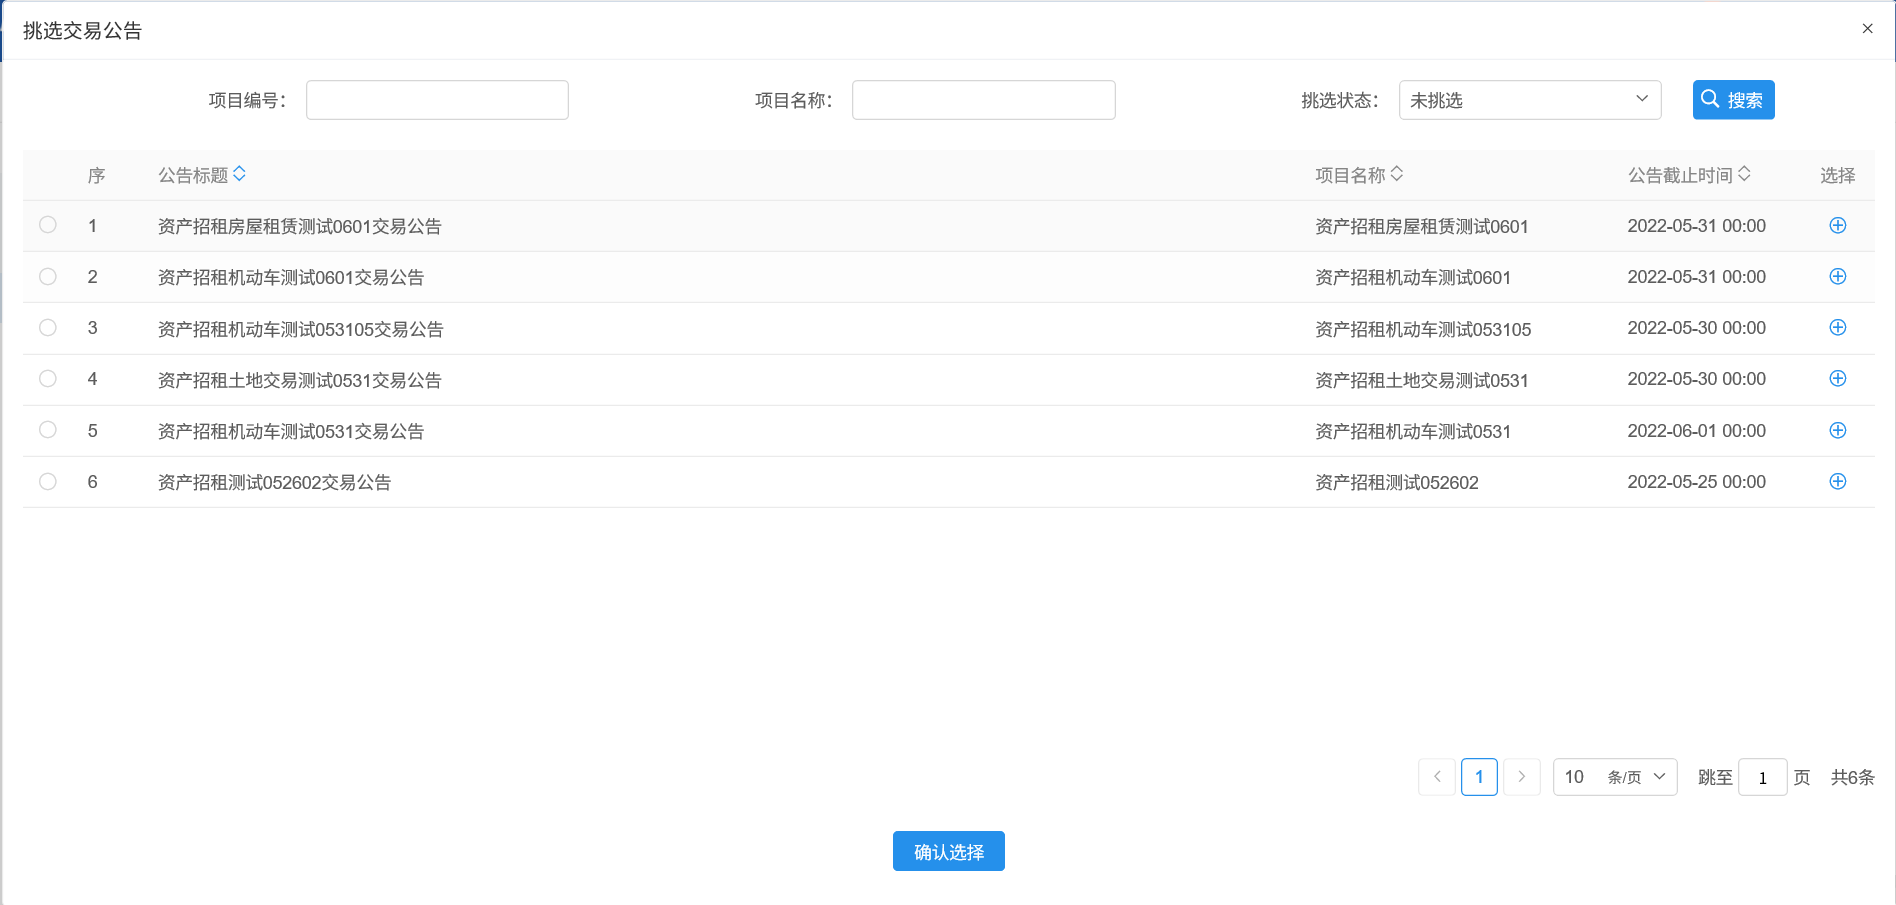 挑选交易公告
项目编号： 项目名称： 挑选状态： 未挑选 搜索
序 公告标题 项目名称 公告截止时间 选择
1 资产招租房屋租赁测试0601交易公告 资产招租房屋租赁测试0601 2022-05-31 00:00
2 资产招租机动车测试0601交易公告 资产招租机动车测试0601 2022-05-31 00:00
3 资产招租机动车测试053105交易公告 资产招租机动车测试053105 2022-05-30 00:00
4 资产招租土地交易测试0531交易公告 资产招租土地交易测试0531 2022-05-30 00:00
5 资产招租机动车测试0531交易公告 资产招租机动车测试0531 2022-06-01 00:00
6 资产招租测试052602交易公告 资产招租测试052602 2022-05-25 00:00
1 10 条/页 跳至 1 页 共6条
确认选择